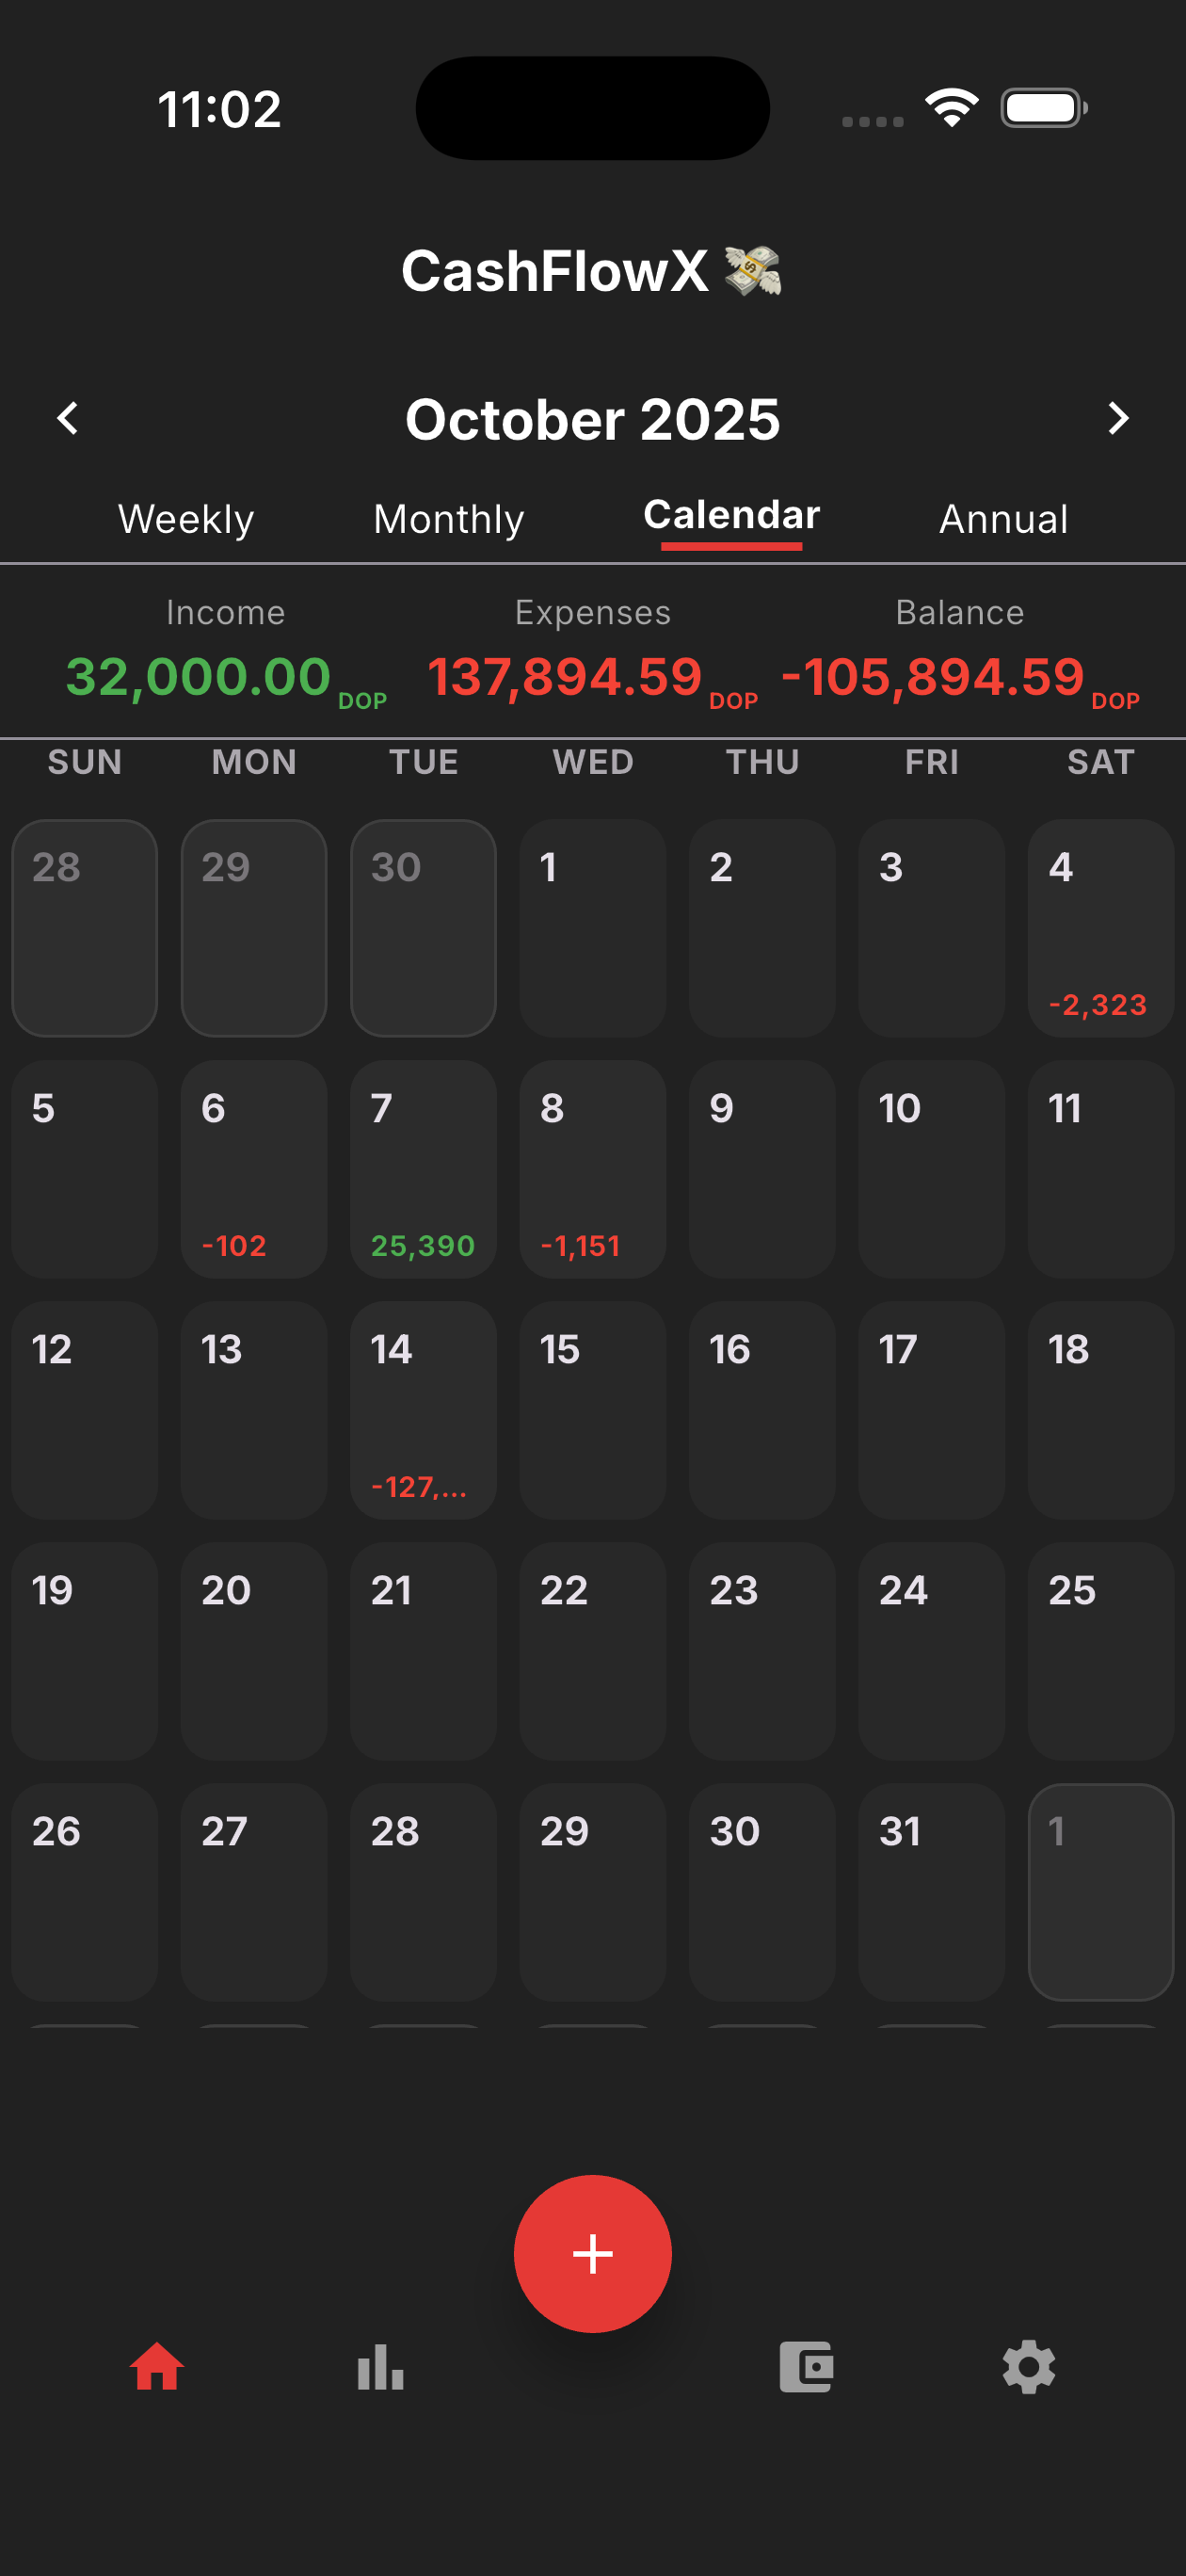 11:02
CashFlowX 💸
October 2025
Weekly Monthly Calendar Annual
Income Expenses Balance
32,000.00 DOP 137,894.59 DOP -105,894.59 DOP
SUN MON TUE WED THU FRI SAT
28 29 30 1 2 3 4
-2,323
5 6 7 8 9 10 11
-102 25,390 -1,151
12 13 14 15 16 17 18
-127,...
19 20 21 22 23 24 25
26 27 28 29 30 31 1